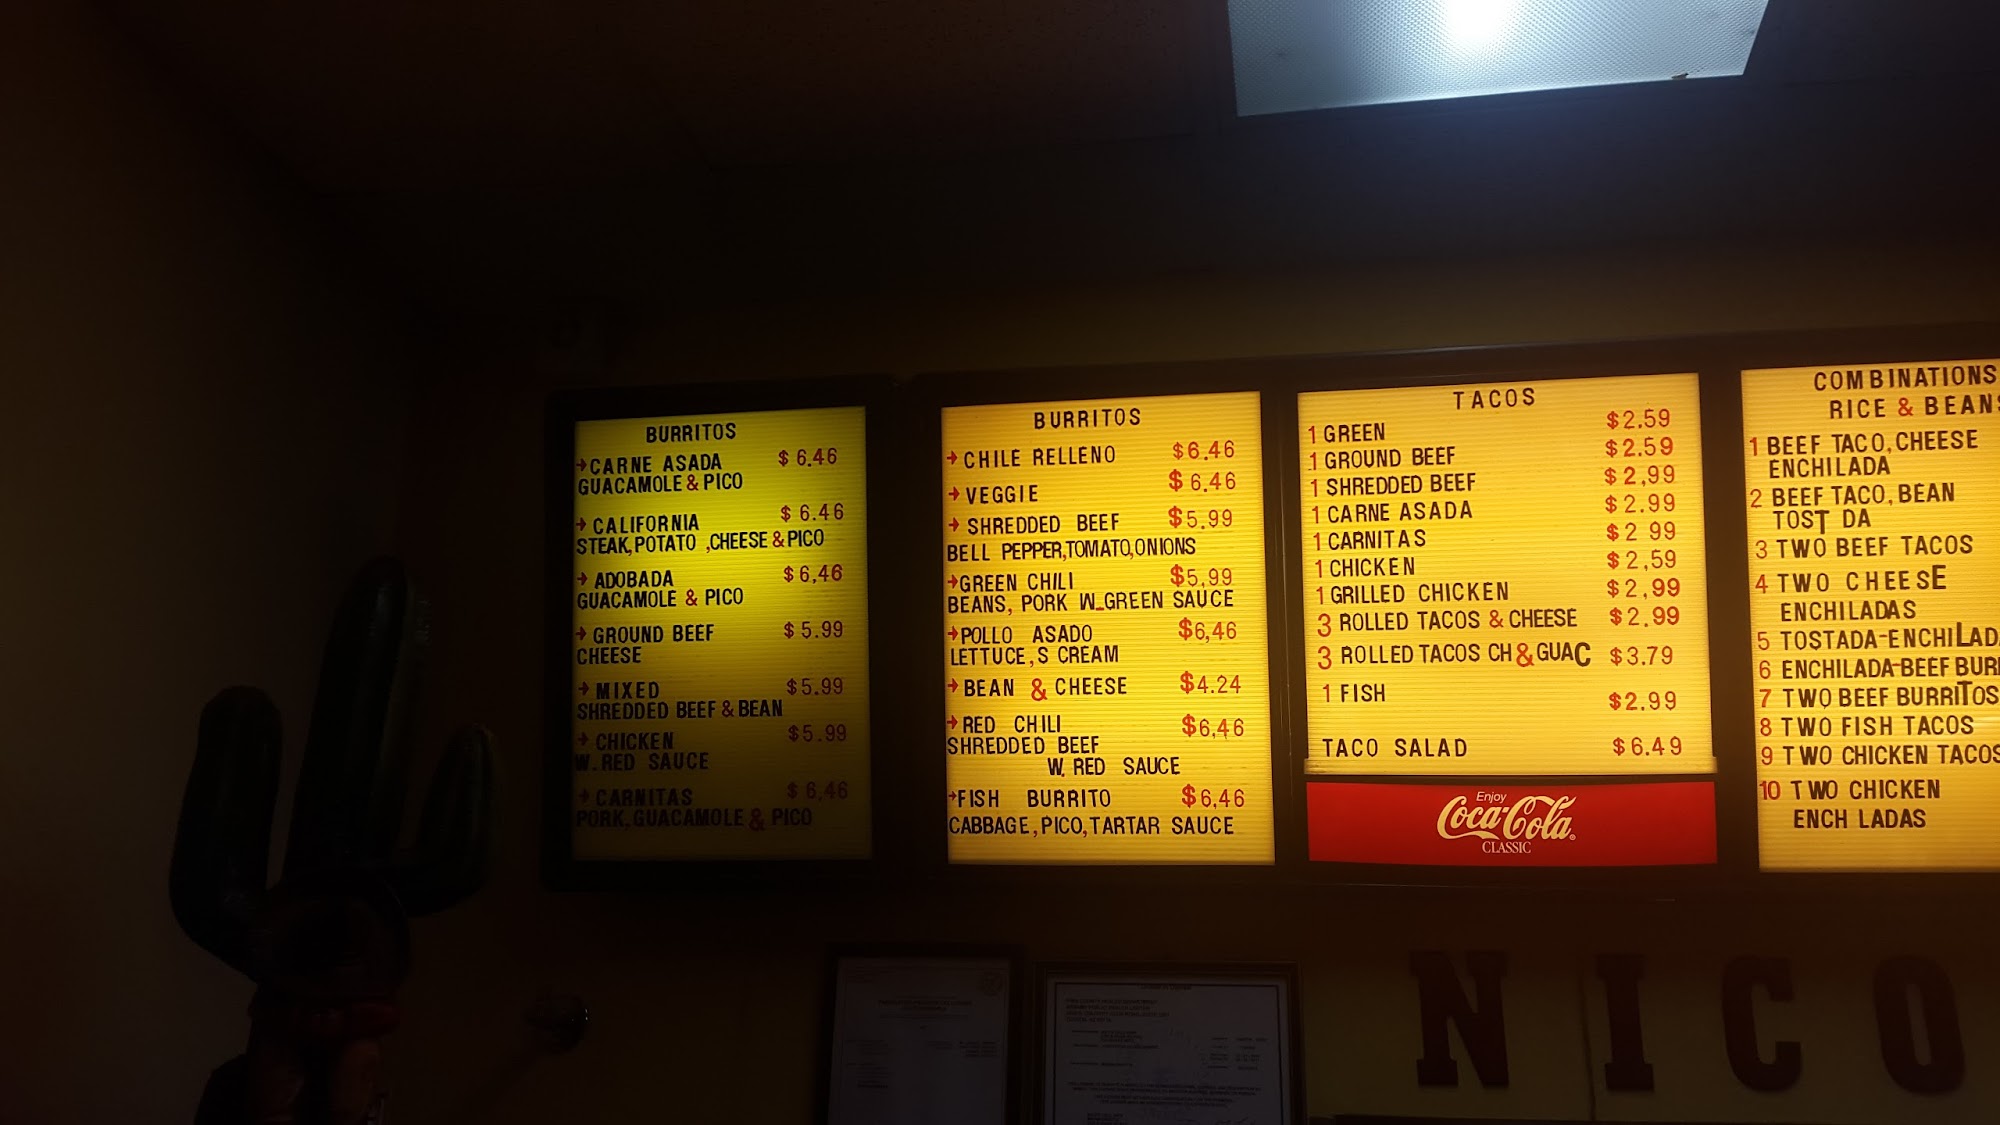 BURRITOS
→CARNE ASADA $6.46
GUACAMOLE & PICO
→CALIFORNIA $6.46
STEAK,POTATO ,CHEESE & PICO
→ADOBADA $6,46
GUACAMOLE & PICO
→GROUND BEEF $5.99
CHEESE
→MIXED $5.99
SHREDDED BEEF & BEAN
→CHICKEN $5.99
W.RED SAUCE
→CARNITAS $6,46
PORK,GUACAMOLE & PICO
BURRITOS
→CHILE RELLENO $6.46
→VEGGIE $6.46
→SHREDDED BEEF $5.99
BELL PEPPER,TOMATO,ONIONS
→GREEN CHILI $5,99
BEANS, PORK W_GREEN SAUCE
→POLLO ASADO $6,46
LETTUCE,S CREAM
→BEAN & CHEESE $4.24
→RED CHILI $6,46
SHREDDED BEEF
W. RED SAUCE
→FISH BURRITO $6,46
CABBAGE,PICO,TARTAR SAUCE
TACOS
1 GREEN $2.59
1 GROUND BEEF $2.59
1 SHREDDED BEEF $2,99
1 CARNE ASADA $2.99
1 CARNITAS $2 99
1 CHICKEN $2,59
1 GRILLED CHICKEN $2,99
3 ROLLED TACOS & CHEESE $2.99
3 ROLLED TACOS CH & GUAC $3.79
1 FISH $2.99
TACO SALAD $6.49
Enjoy
Coca-Cola
CLASSIC
COMBINATIONS
RICE & BEANS
1 BEEF TACO,CHEESE
ENCHILADA
2 BEEF TACO, BEAN
TOST DA
3 TWO BEEF TACOS
4 TWO CHEESE
ENCHILADAS
5 TOSTADA-ENCHILAD
6 ENCHILADA-BEEF BUR
7 TWO BEEF BURRITOS
8 TWO FISH TACOS
9 TWO CHICKEN TACOS
10 TWO CHICKEN
ENCH LADAS
NICO